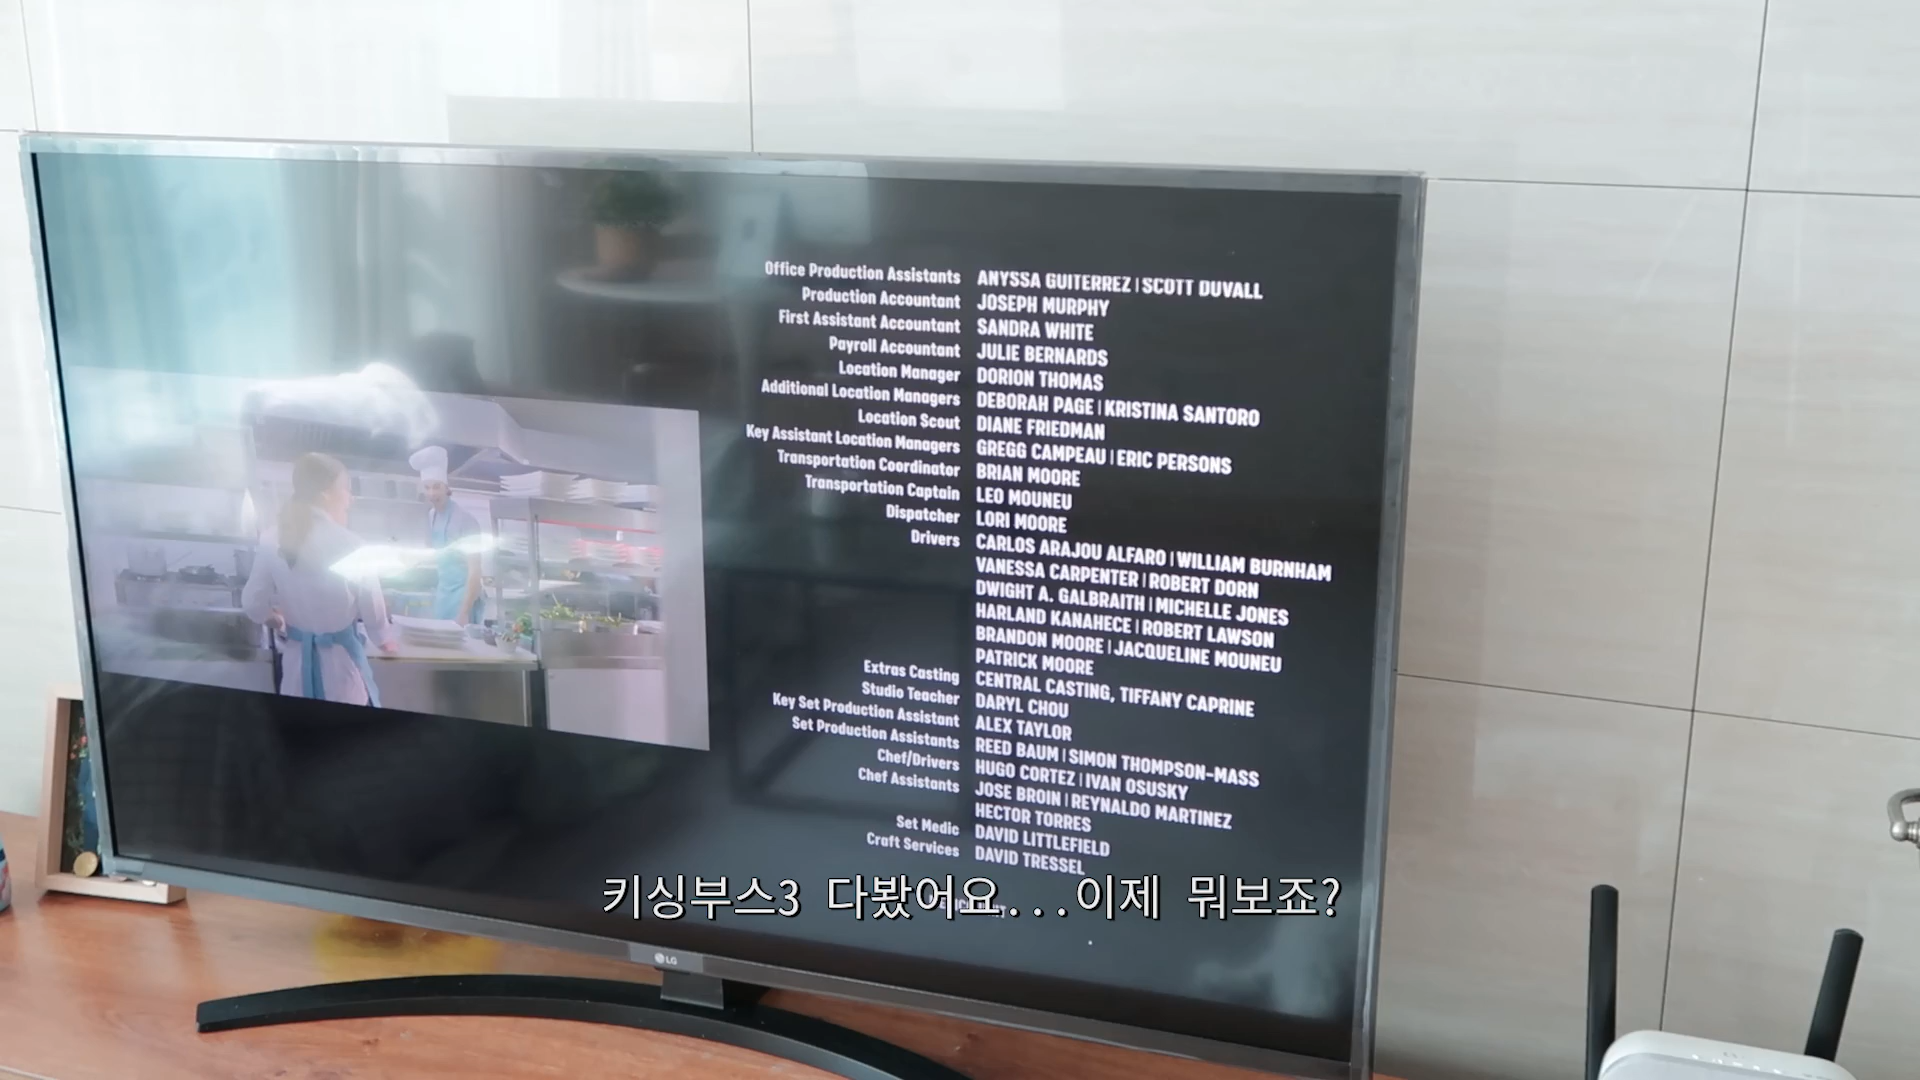 Office Production Assistants ANYSSA GUITERREZ | SCOTT DUVALL
Production Accountant JOSEPH MURPHY
First Assistant Accountant SANDRA WHITE
Payroll Accountant JULIE BERNARDS
Location Manager DORION THOMAS
Additional Location Managers DEBORAH PAGE | KRISTINA SANTORO
Location Scout DIANE FRIEDMAN
Key Assistant Location Managers GREGG CAMPEAU | ERIC PERSONS
Transportation Coordinator BRIAN MOORE
Transportation Captain LEO MOUNEU
Dispatcher LORI MOORE
Drivers CARLOS ARAJOU ALFARO | WILLIAM BURNHAM
VANESSA CARPENTER | ROBERT DORN
DWIGHT A. GALBRAITH | MICHELLE JONES
HARLAND KANAHECE | ROBERT LAWSON
BRANDON MOORE | JACQUELINE MOUNEU
PATRICK MOORE
Extras Casting CENTRAL CASTING, TIFFANY CAPRINE
Studio Teacher DARYL CHOU
Key Set Production Assistant ALEX TAYLOR
Set Production Assistants REED BAUM | SIMON THOMPSON-MASS
Chef/Drivers HUGO CORTEZ | IVAN OSUSKY
Chef Assistants JOSE BROIN | REYNALDO MARTINEZ
HECTOR TORRES
Set Medic DAVID LITTLEFIELD
Craft Services DAVID TRESSEL
키싱부스3 다봤어요...이제 뭐보죠?
LG